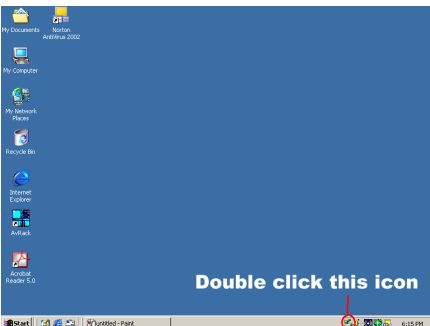 My Documents
Norton
AntiVirus 2002
My Computer
My Network
Places
Recycle Bin
Internet
Explorer
AvRack
Acrobat
Reader 5.0
Double click this icon
Start
untitled - Paint
6:15 PM